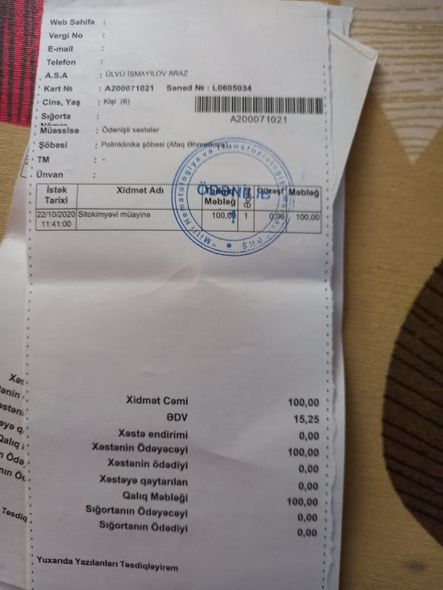 Web Səhifə :
Vergi No :
E-mail :
Telefon :
A.S.A : ÜLVÜ İSMAYILOV ARAZ
Kart № : A200071021 Sənəd № : L0605034
Cins, Yaş : Kişi (6)
Sığorta
A200071021
Müəssisə : Ödənişli xəstələr
Şöbəsi : Poliklinika şöbəsi (Afaq Əhmədova)
TM : -
Ünvan :
İstək Tarixi Xidmət Adı Məbləğ Məbləğ
22/10/2020 11:41:00 Sitokimyəvi müayinə 100,00 1 0,00 100,00
ÖDƏNİLİB
Xidmət Cəmi 100,00
ƏDV 15,25
Xəstə endirimi 0,00
Xəstənin Ödəyəcəyi 100,00
Xəstənin ödədiyi 0,00
Xəstəyə qaytarılan 0,00
Qalıq Məbləği 100,00
Sığortanın Ödəyəcəyi 0,00
Sığortanın Ödədiyi 0,00
Yuxarıda Yazılanları Təsdiqləyirəm